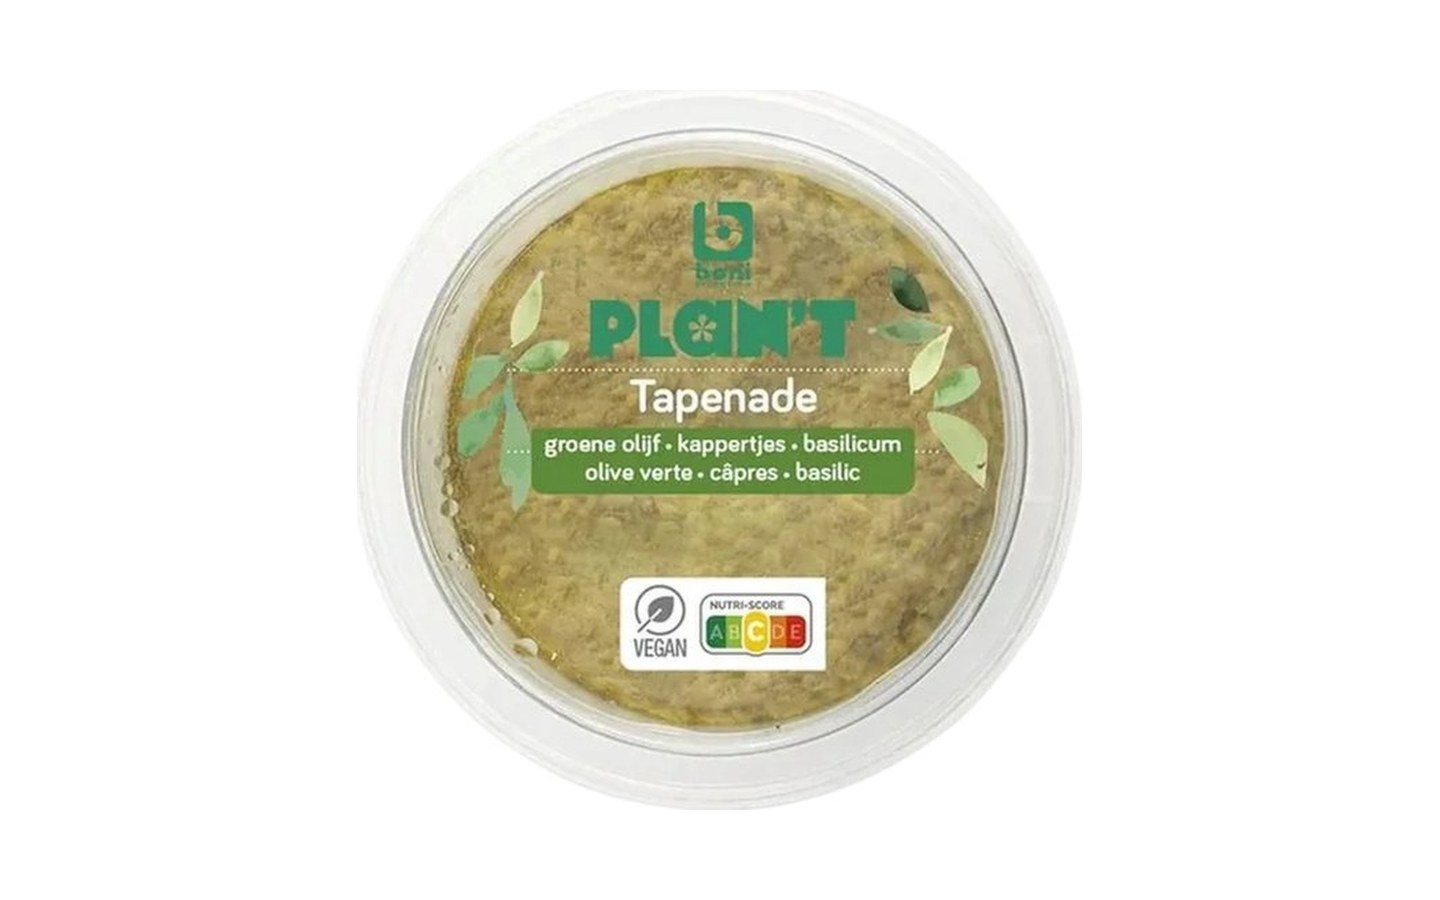 boni
PLAN'T
Tapenade
groene olijf • kappertjes • basilicum
olive verte • câpres • basilic
VEGAN
NUTRI-SCORE
A B C D E